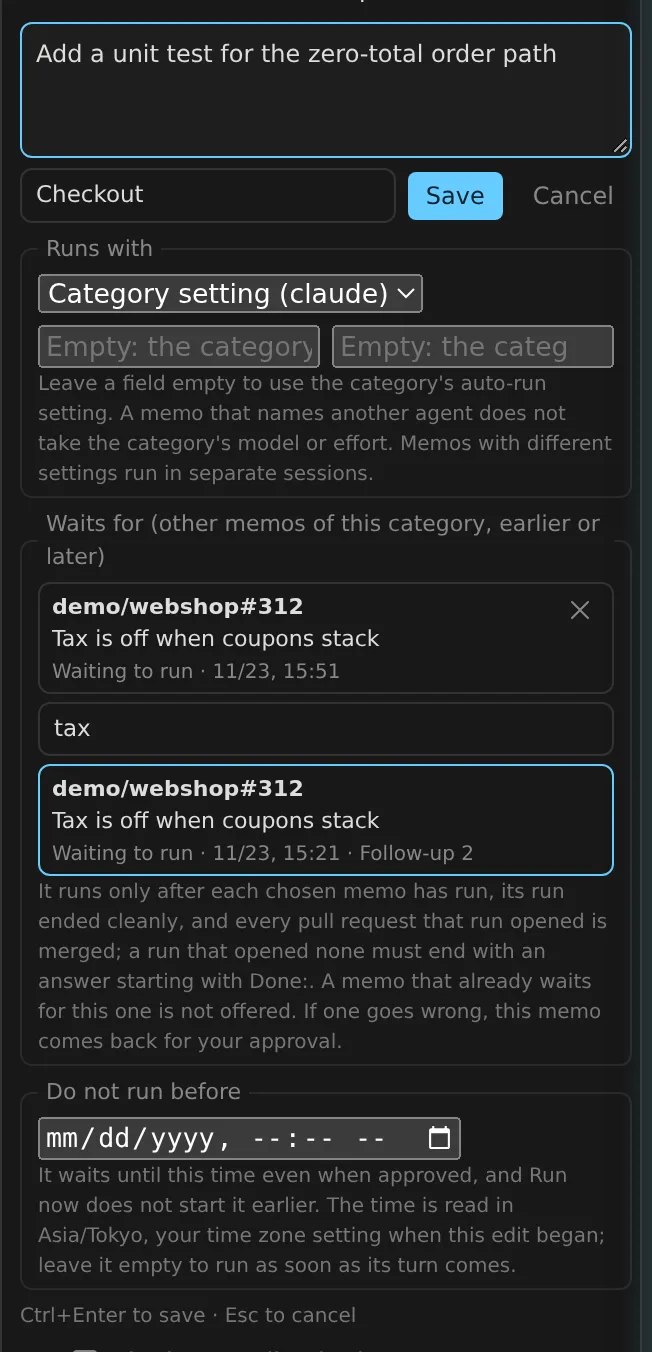 Add a unit test for the zero-total order path
Checkout
Save
Cancel
Runs with
Category setting (claude)
Empty: the category
Empty: the categ
Leave a field empty to use the category's auto-run
setting. A memo that names another agent does not
take the category's model or effort. Memos with different
settings run in separate sessions.
Waits for (other memos of this category, earlier or
later)
demo/webshop#312
Tax is off when coupons stack
Waiting to run · 11/23, 15:51
tax
demo/webshop#312
Tax is off when coupons stack
Waiting to run · 11/23, 15:21 · Follow-up 2
It runs only after each chosen memo has run, its run
ended cleanly, and every pull request that run opened is
merged; a run that opened none must end with an
answer starting with Done:. A memo that already waits
for this one is not offered. If one goes wrong, this memo
comes back for your approval.
Do not run before
mm/dd/yyyy, --:-- --
It waits until this time even when approved, and Run
now does not start it earlier. The time is read in
Asia/Tokyo, your time zone setting when this edit began;
leave it empty to run as soon as its turn comes.
Ctrl+Enter to save · Esc to cancel